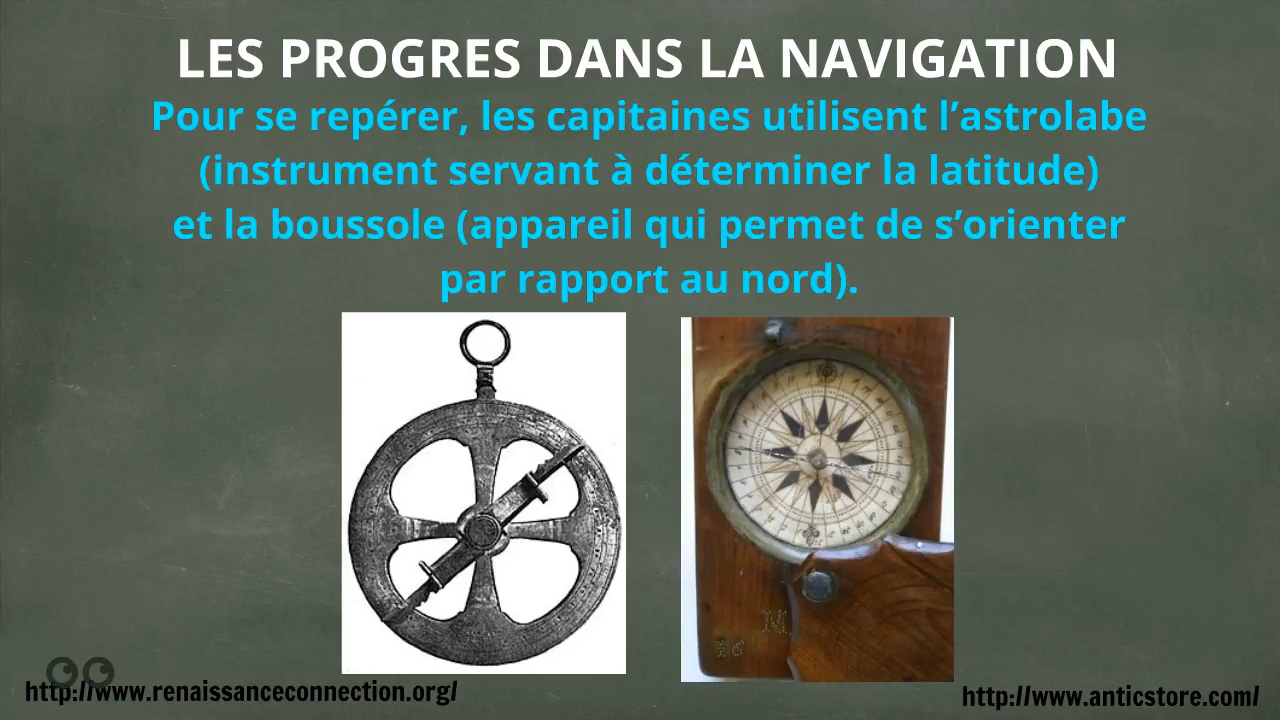 LES PROGRES DANS LA NAVIGATION
Pour se repérer, les capitaines utilisent l’astrolabe
(instrument servant à déterminer la latitude)
et la boussole (appareil qui permet de s’orienter
par rapport au nord).
M.
16
http://www.renaissanceconnection.org/
http://www.anticstore.com/